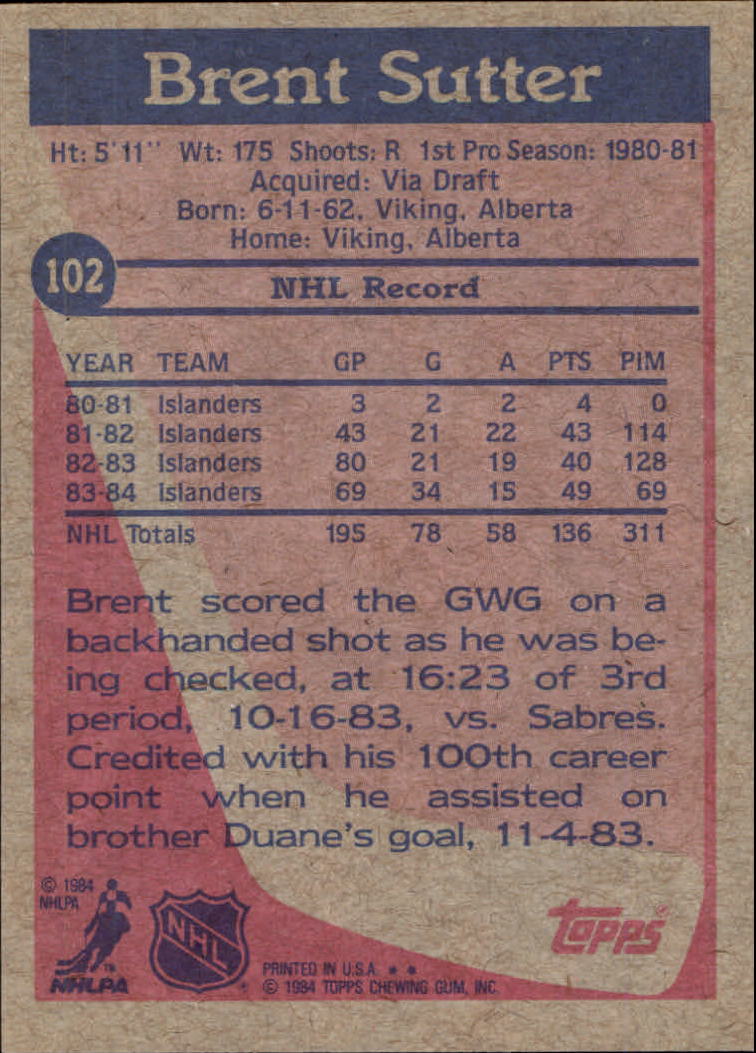 Brent Sutter
Ht: 5'11" Wt: 175 Shoots: R 1st Pro Season: 1980-81
Acquired: Via Draft
Born: 6-11-62, Viking, Alberta
Home: Viking, Alberta
102
NHL Record
YEAR TEAM GP G A PTS PIM
80-81 Islanders 3 2 2 4 0
81-82 Islanders 43 21 22 43 114
82-83 Islanders 80 21 19 40 128
83-84 Islanders 69 34 15 49 69
NHL Totals 195 78 58 136 311
Brent scored the GWG on a
backhanded shot as he was be-
ing checked, at 16:23 of 3rd
period, 10-16-83, vs. Sabres.
Credited with his 100th career
point when he assisted on
brother Duane's goal, 11-4-83.
© 1984
NHLPA
TM
NHLPA
NHL
®
Topps®
PRINTED IN U.S.A. * *
© 1984 TOPPS CHEWING GUM, INC.